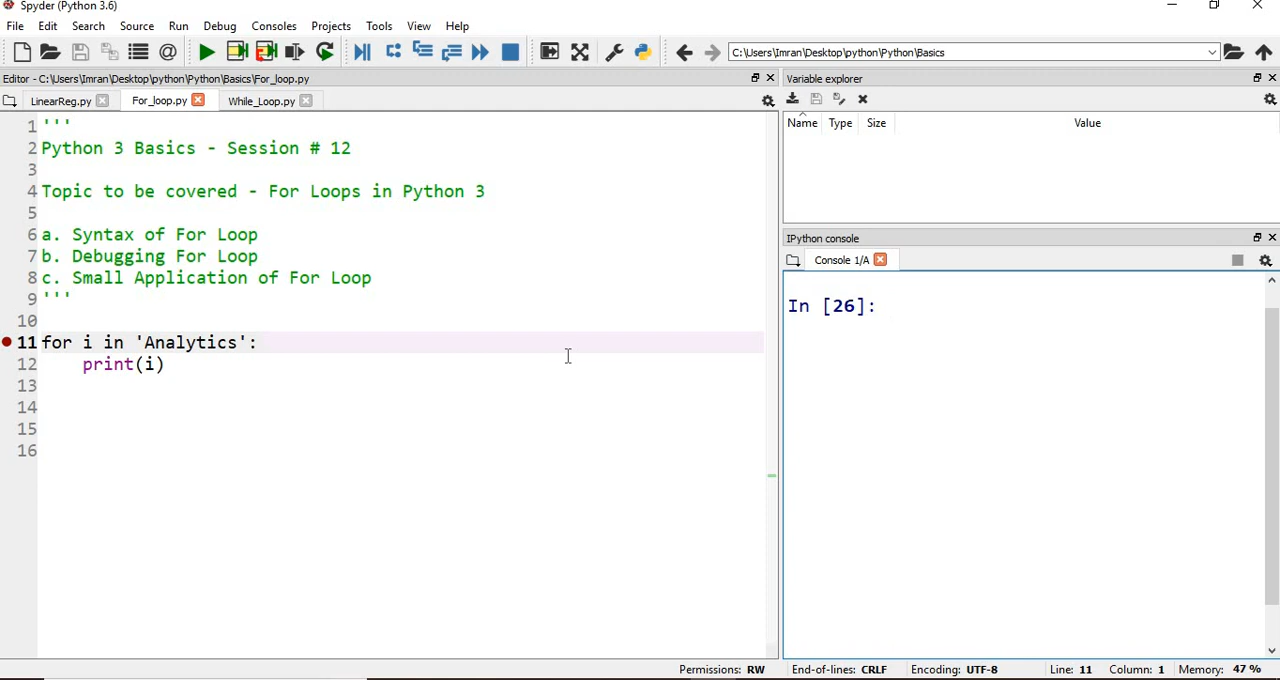 Spyder (Python 3.6)
File Edit Search Source Run Debug Consoles Projects Tools View Help
C:\Users\Imran\Desktop\python\Python\Basics
Editor - C:\Users\Imran\Desktop\python\Python\Basics\For_loop.py
LinearReg.py For_loop.py While_Loop.py
1 '''
2 Python 3 Basics - Session # 12
3
4 Topic to be covered - For Loops in Python 3
5
6 a. Syntax of For Loop
7 b. Debugging For Loop
8 c. Small Application of For Loop
9 '''
10
11 for i in 'Analytics':
12     print(i)
13
14
15
16
Variable explorer
Name Type Size Value
IPython console
Console 1/A
In [26]:
Permissions: RW End-of-lines: CRLF Encoding: UTF-8 Line: 11 Column: 1 Memory: 47 %